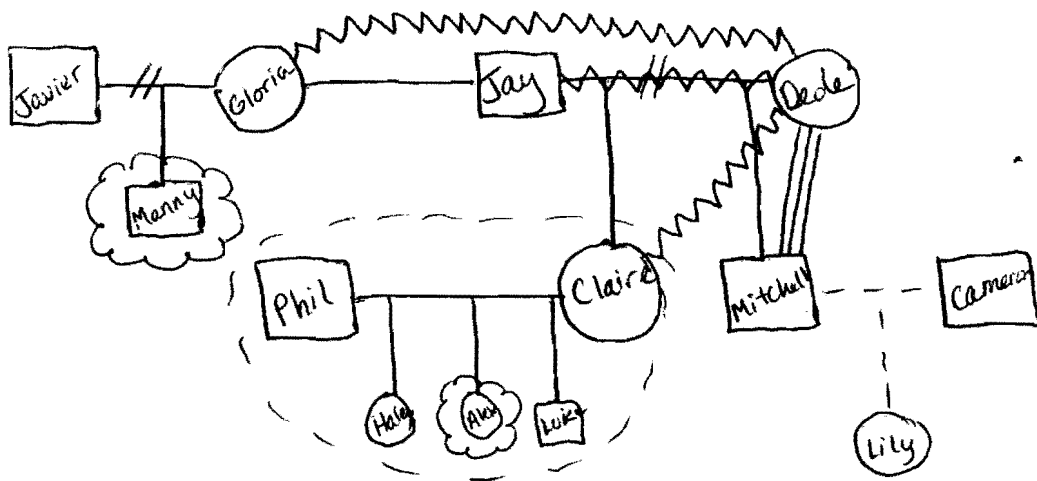 Javier
Gloria
Jay
Dede
Manny
Phil
Claire
Mitchell
Cameron
Haley
Alex
Luke
Lily